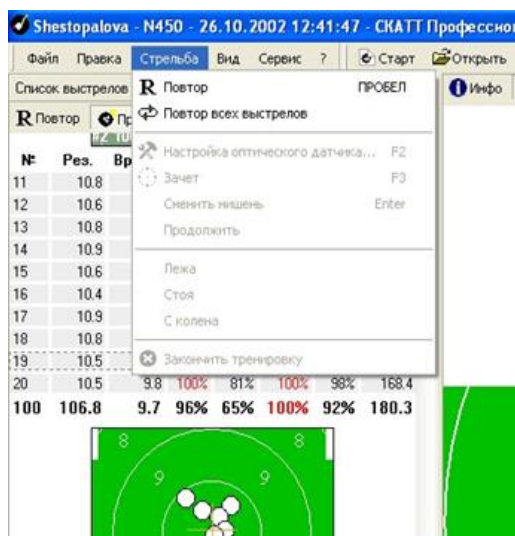 Shestopalova - N450 - 26.10.2002 12:41:47 - СКАТТ Профессио
Файл Правка Стрельба Вид Сервис ? Старт Открыть
Список выстрелов
Инфо
R Повтор ПРОБЕЛ
Повтор всех выстрелов
Настройка оптического датчика... F2
Зачет F3
Сменить мишень Enter
Продолжить
Лежа
Стоя
С колена
Закончить тренировку
R Повтор Пр
#2 10
№ Рез. Вр
11 10.8
12 10.6
13 10.8
14 10.9
15 10.6
16 10.4
17 10.9
18 10.8
19 10.5
20 10.5 9.8 100% 81% 100% 98% 168.4
100 106.8 9.7 96% 65% 100% 92% 180.3
8 8
9 9